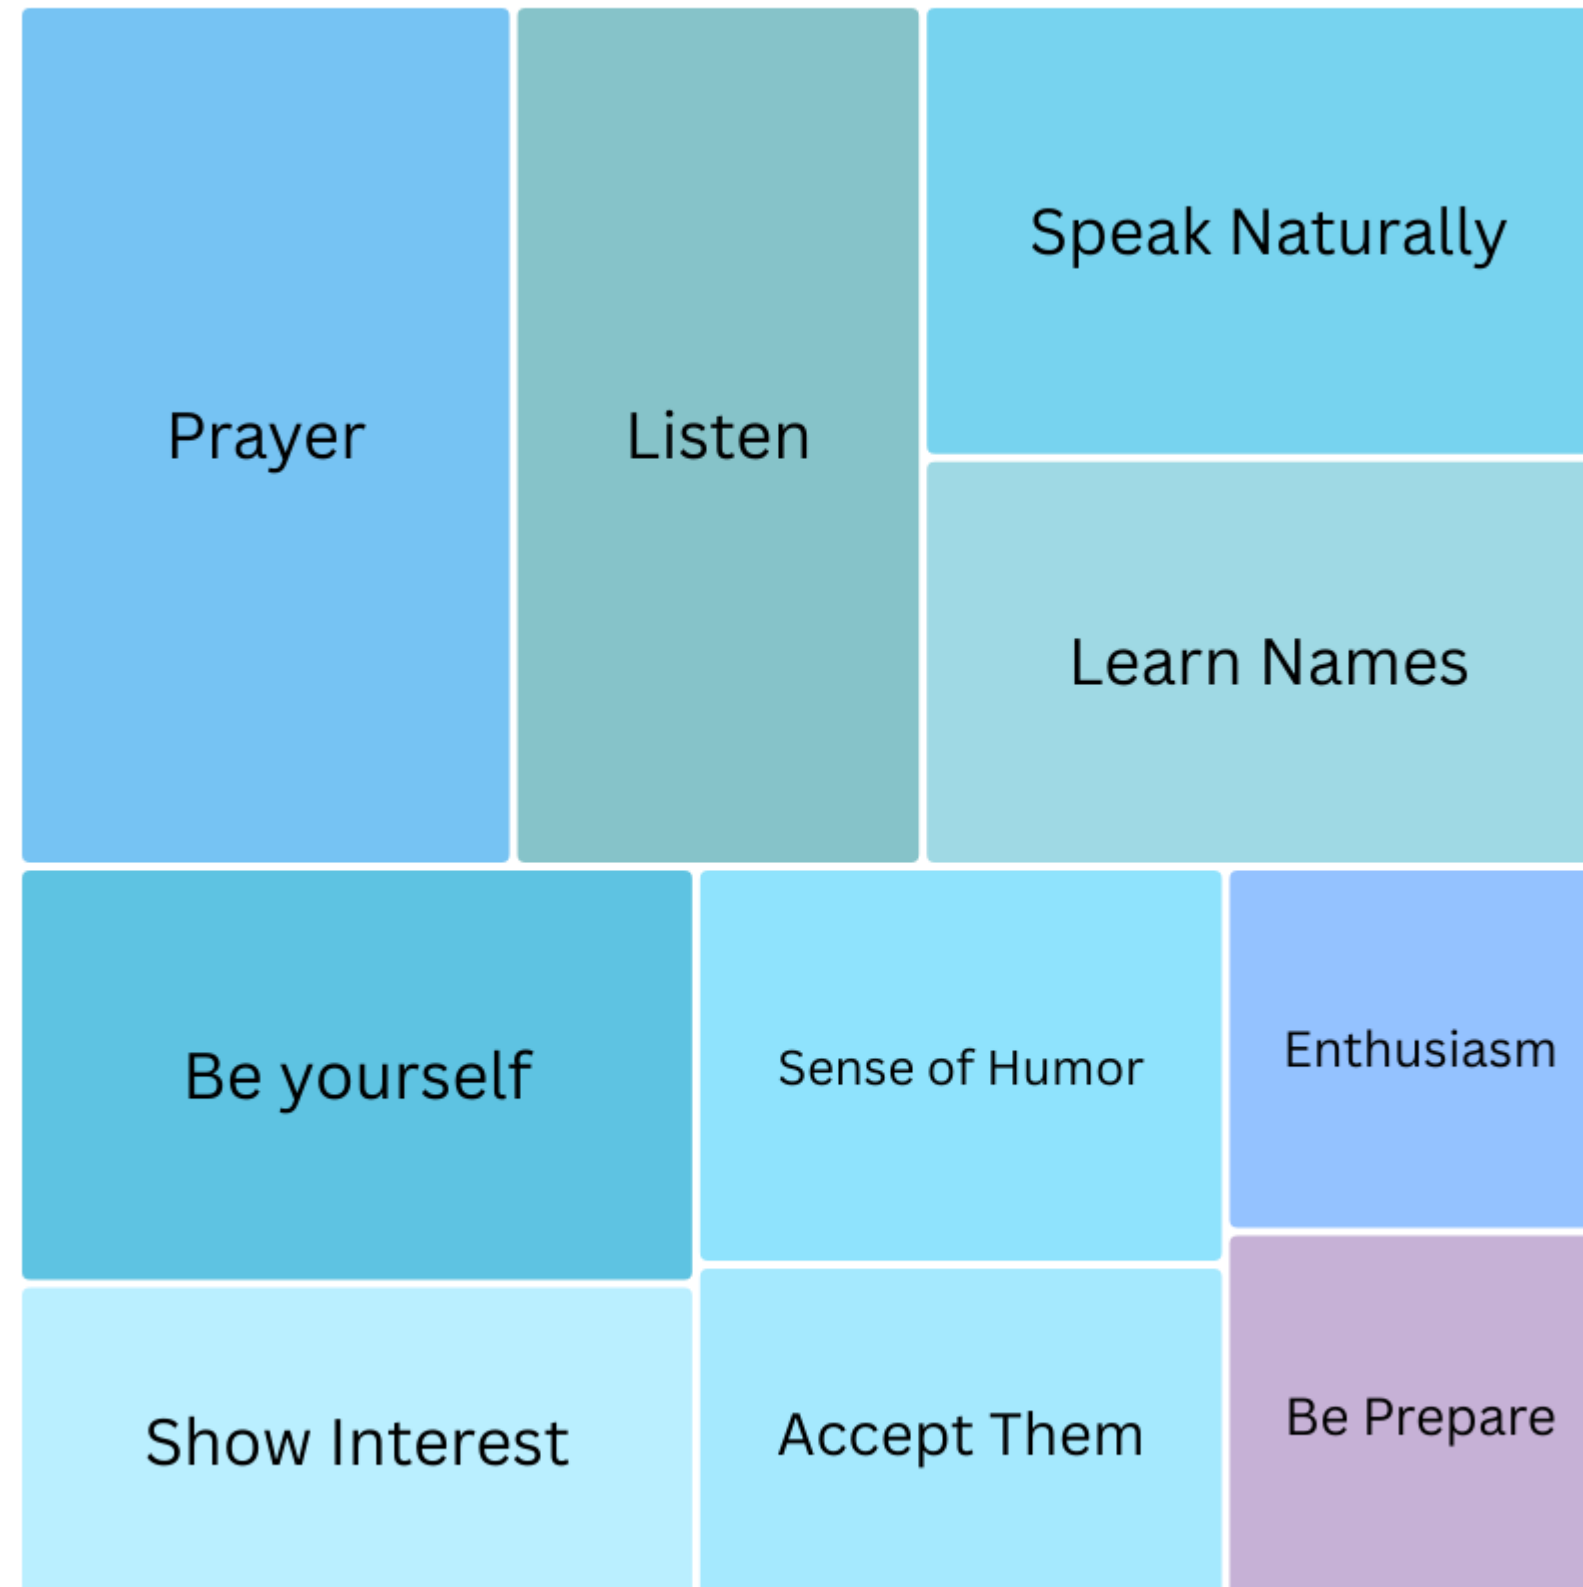 Prayer
Listen
Speak Naturally
Learn Names
Be yourself
Sense of Humor
Enthusiasm
Show Interest
Accept Them
Be Prepare